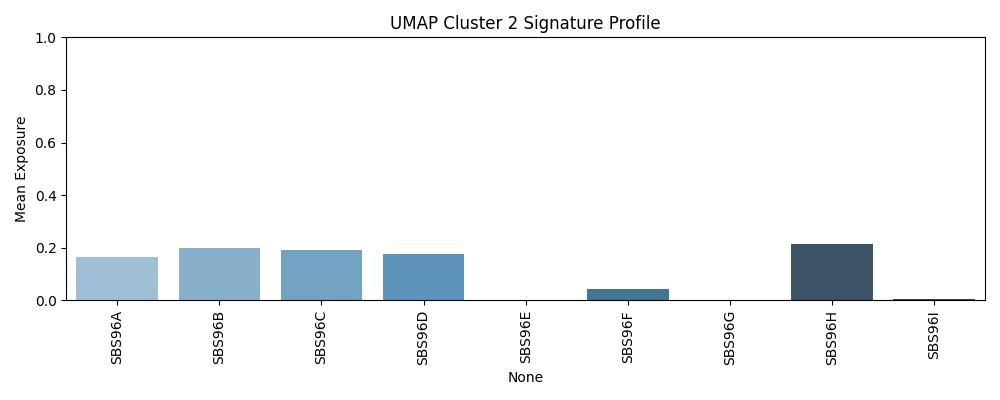 UMAP Cluster 2 Signature Profile
1.0
0.8
0.6
0.4
0.2
0.0
Mean Exposure
SBS96A
SBS96B
SBS96C
SBS96D
SBS96E
SBS96F
SBS96G
SBS96H
SBS96I
None